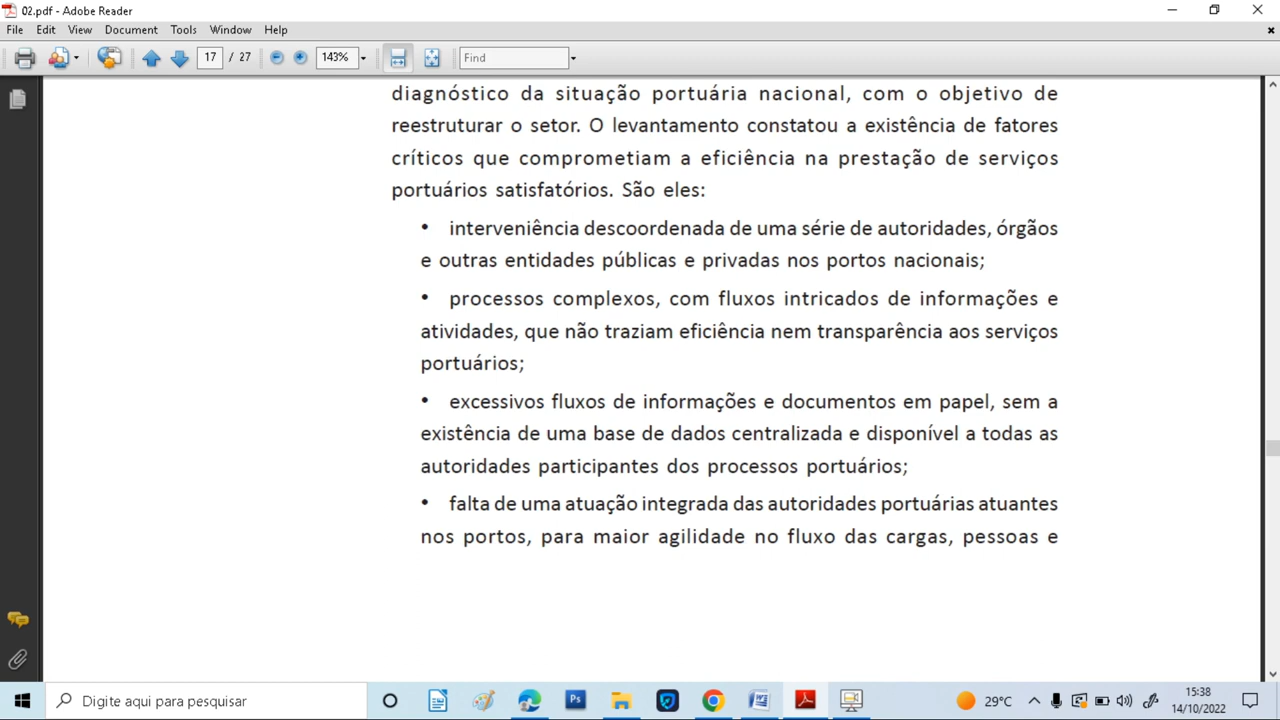 02.pdf - Adobe Reader
File Edit View Document Tools Window Help
17 / 27 143% Find
diagnóstico da situação portuária nacional, com o objetivo de
reestruturar o setor. O levantamento constatou a existência de fatores
críticos que comprometiam a eficiência na prestação de serviços
portuários satisfatórios. São eles:
• interveniência descoordenada de uma série de autoridades, órgãos
e outras entidades públicas e privadas nos portos nacionais;
• processos complexos, com fluxos intricados de informações e
atividades, que não traziam eficiência nem transparência aos serviços
portuários;
• excessivos fluxos de informações e documentos em papel, sem a
existência de uma base de dados centralizada e disponível a todas as
autoridades participantes dos processos portuários;
• falta de uma atuação integrada das autoridades portuárias atuantes
nos portos, para maior agilidade no fluxo das cargas, pessoas e
Digite aqui para pesquisar
Ps
29°C
15:38
14/10/2022